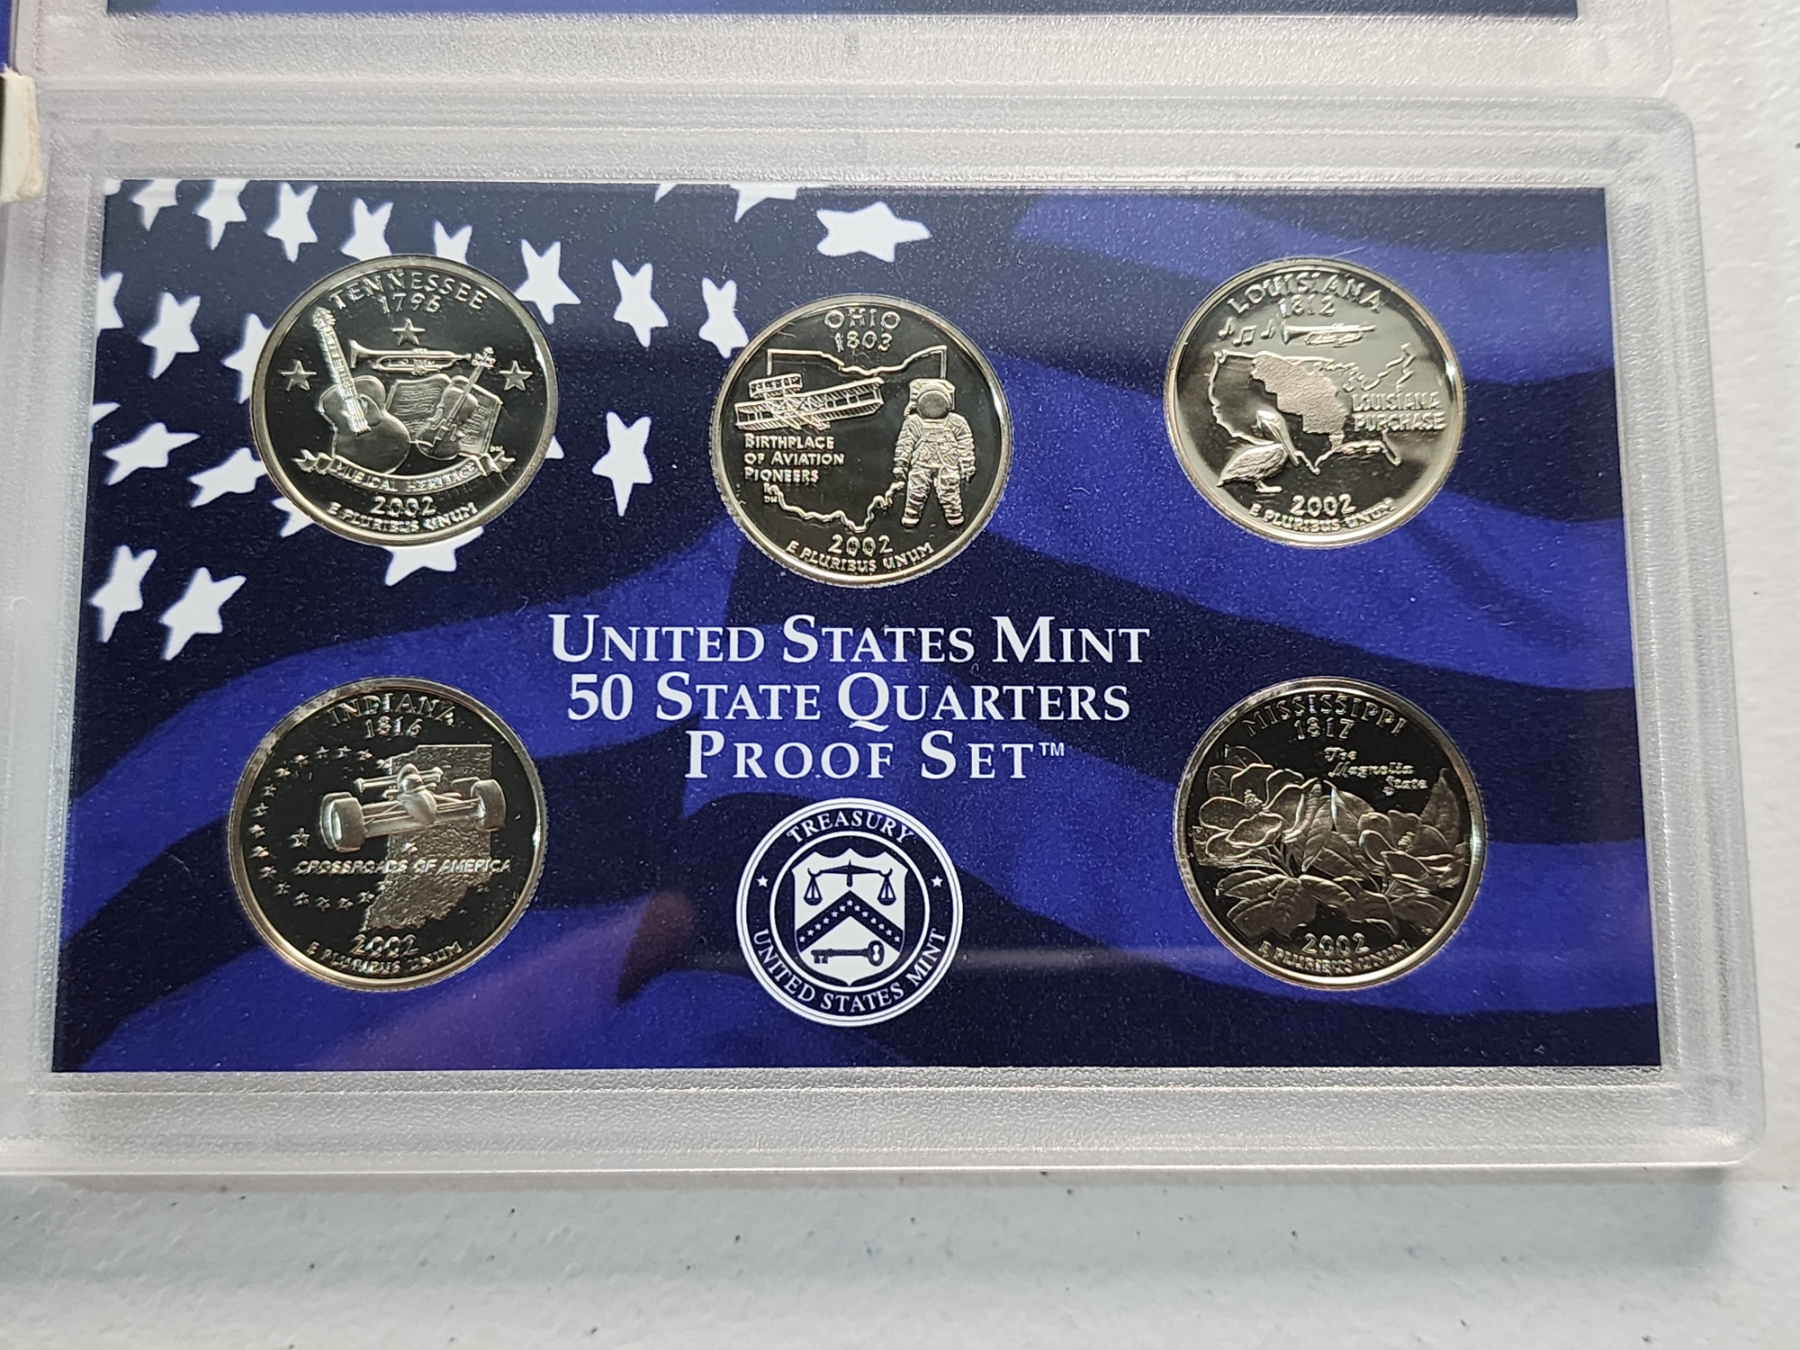 TENNESSEE
1796
MUSICAL HERITAGE
2002
E PLURIBUS UNUM
OHIO
1803
BIRTHPLACE
OF AVIATION
PIONEERS
2002
E PLURIBUS UNUM
LOUISIANA
1812
LOUISIANA
PURCHASE
2002
E PLURIBUS UNUM
UNITED STATES MINT
50 STATE QUARTERS
PROOF SET™
INDIANA
1816
CROSSROADS OF AMERICA
2002
E PLURIBUS UNUM
TREASURY
UNITED STATES MINT
MISSISSIPPI
1817
The
Magnolia
State
2002
E PLURIBUS UNUM